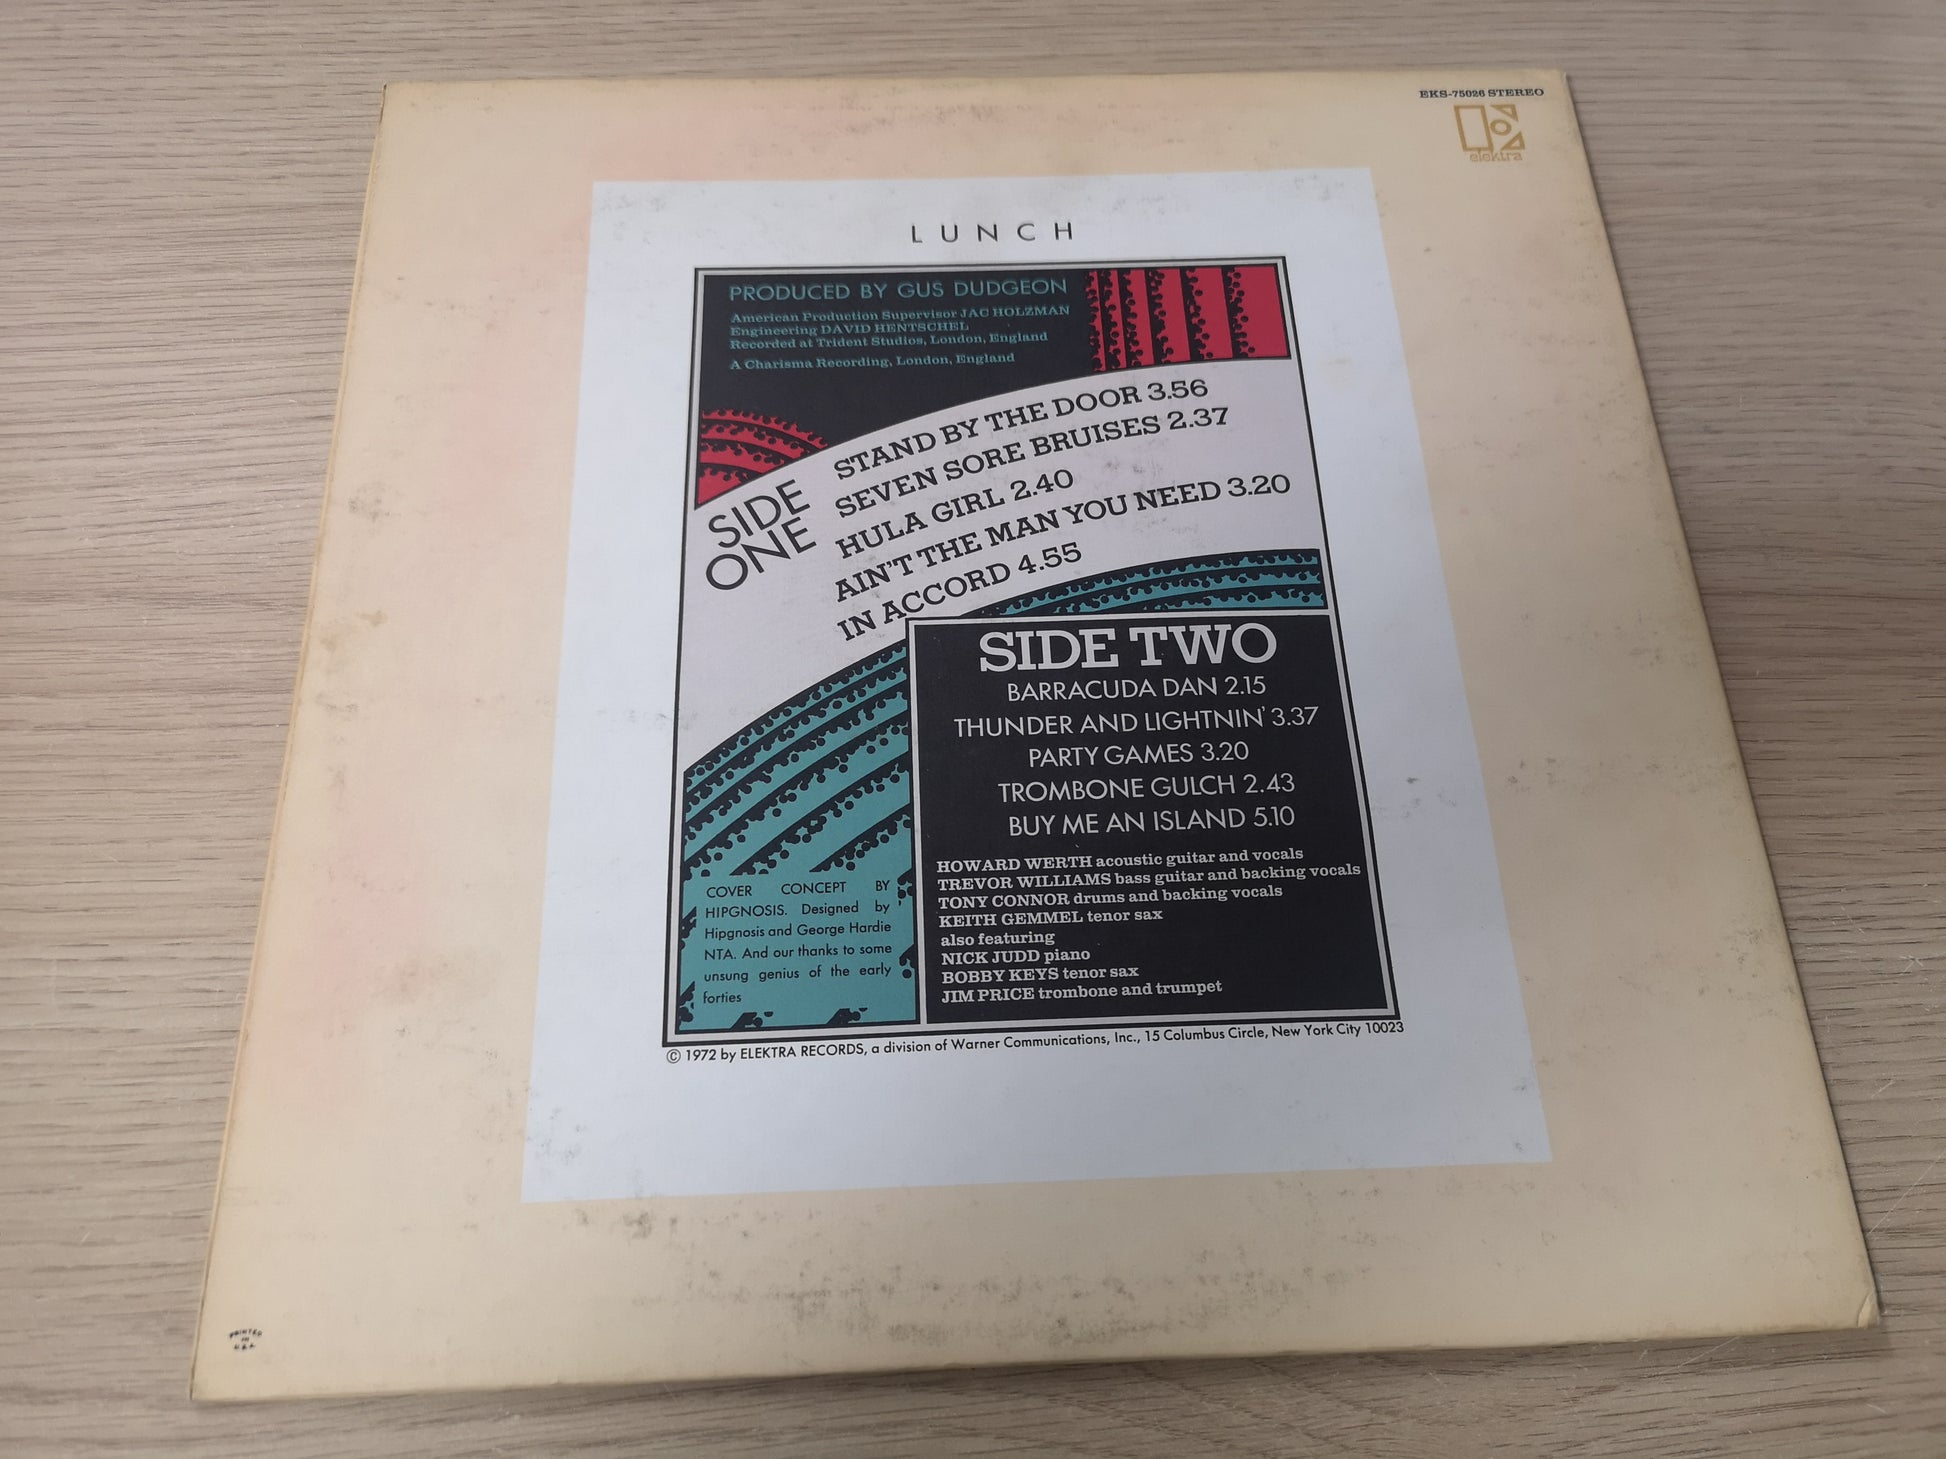 EKS-75026 STEREO
elektra
LUNCH
PRODUCED BY GUS DUDGEON
American Production Supervisor JAC HOLZMAN
Engineering DAVID HENTSCHEL
Recorded at Trident Studios, London, England
A Charisma Recording, London, England
SIDE
ONE
STAND BY THE DOOR 3.56
SEVEN SORE BRUISES 2.37
HULA GIRL 2.40
AIN'T THE MAN YOU NEED 3.20
IN ACCORD 4.55
SIDE TWO
BARRACUDA DAN 2.15
THUNDER AND LIGHTNIN' 3.37
PARTY GAMES 3.20
TROMBONE GULCH 2.43
BUY ME AN ISLAND 5.10
HOWARD WERTH acoustic guitar and vocals
TREVOR WILLIAMS bass guitar and backing vocals
TONY CONNOR drums and backing vocals
KEITH GEMMEL tenor sax
also featuring
NICK JUDD piano
BOBBY KEYS tenor sax
JIM PRICE trombone and trumpet
COVER CONCEPT BY
HIPGNOSIS. Designed by
Hipgnosis and George Hardie
NTA. And our thanks to some
unsung genius of the early
forties
© 1972 by ELEKTRA RECORDS, a division of Warner Communications, Inc., 15 Columbus Circle, New York City 10023
PRINTED
IN
U.S.A.